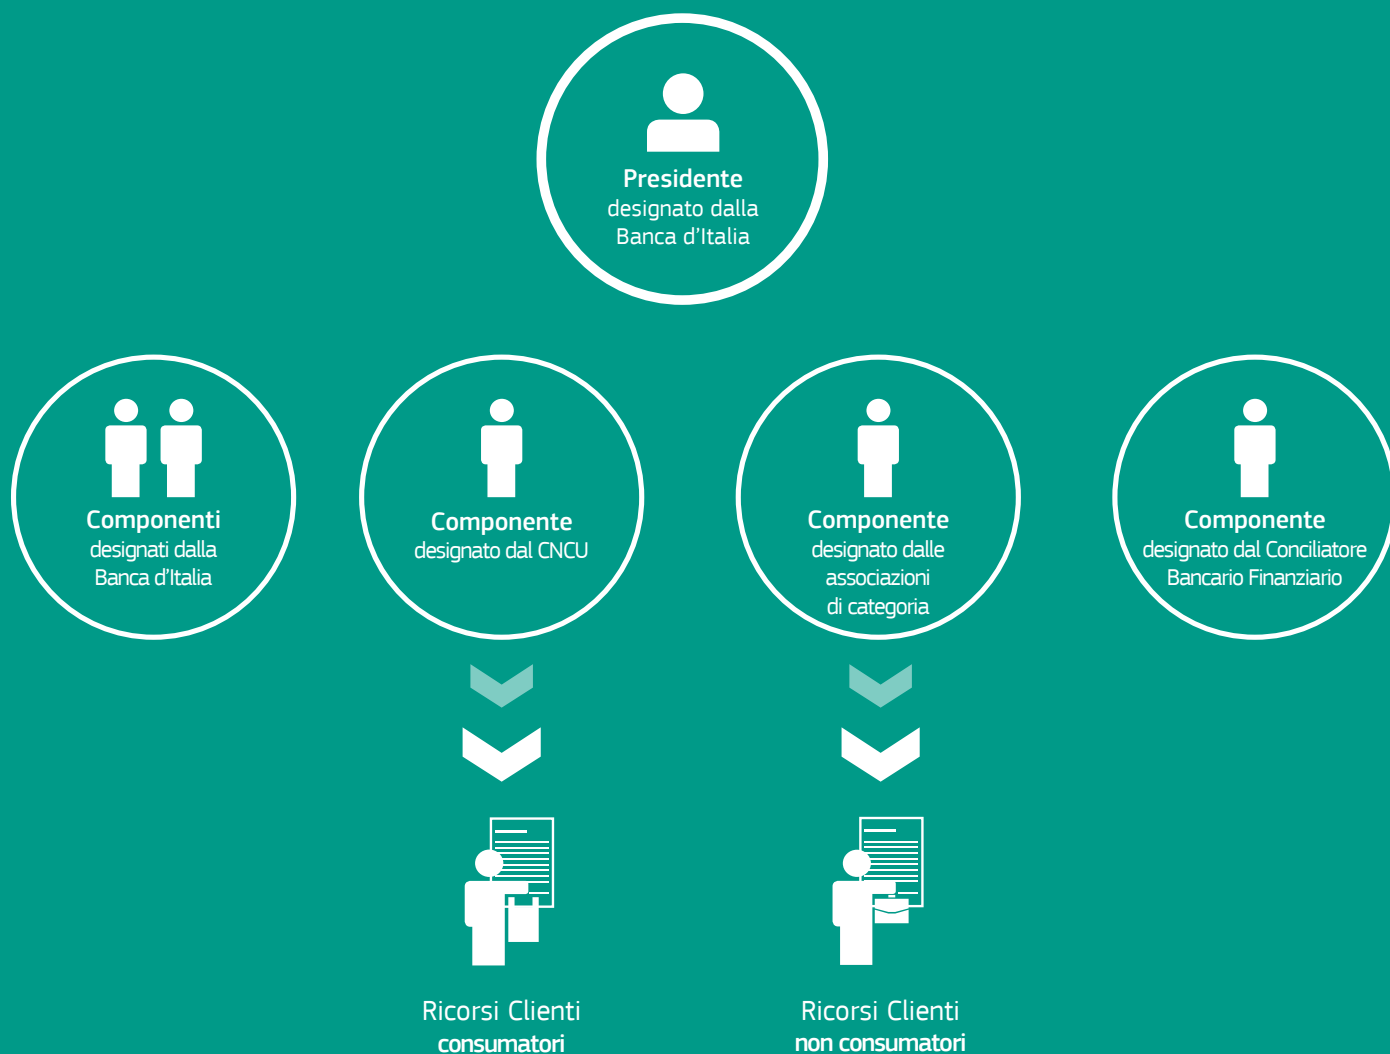 Presidente
designato dalla
Banca d'Italia
Componenti
designati dalla
Banca d'Italia
Componente
designato dal CNCU
Componente
designato dalle
associazioni
di categoria
Componente
designato dal Conciliatore
Bancario Finanziario
Ricorsi Clienti
consumatori
Ricorsi Clienti
non consumatori